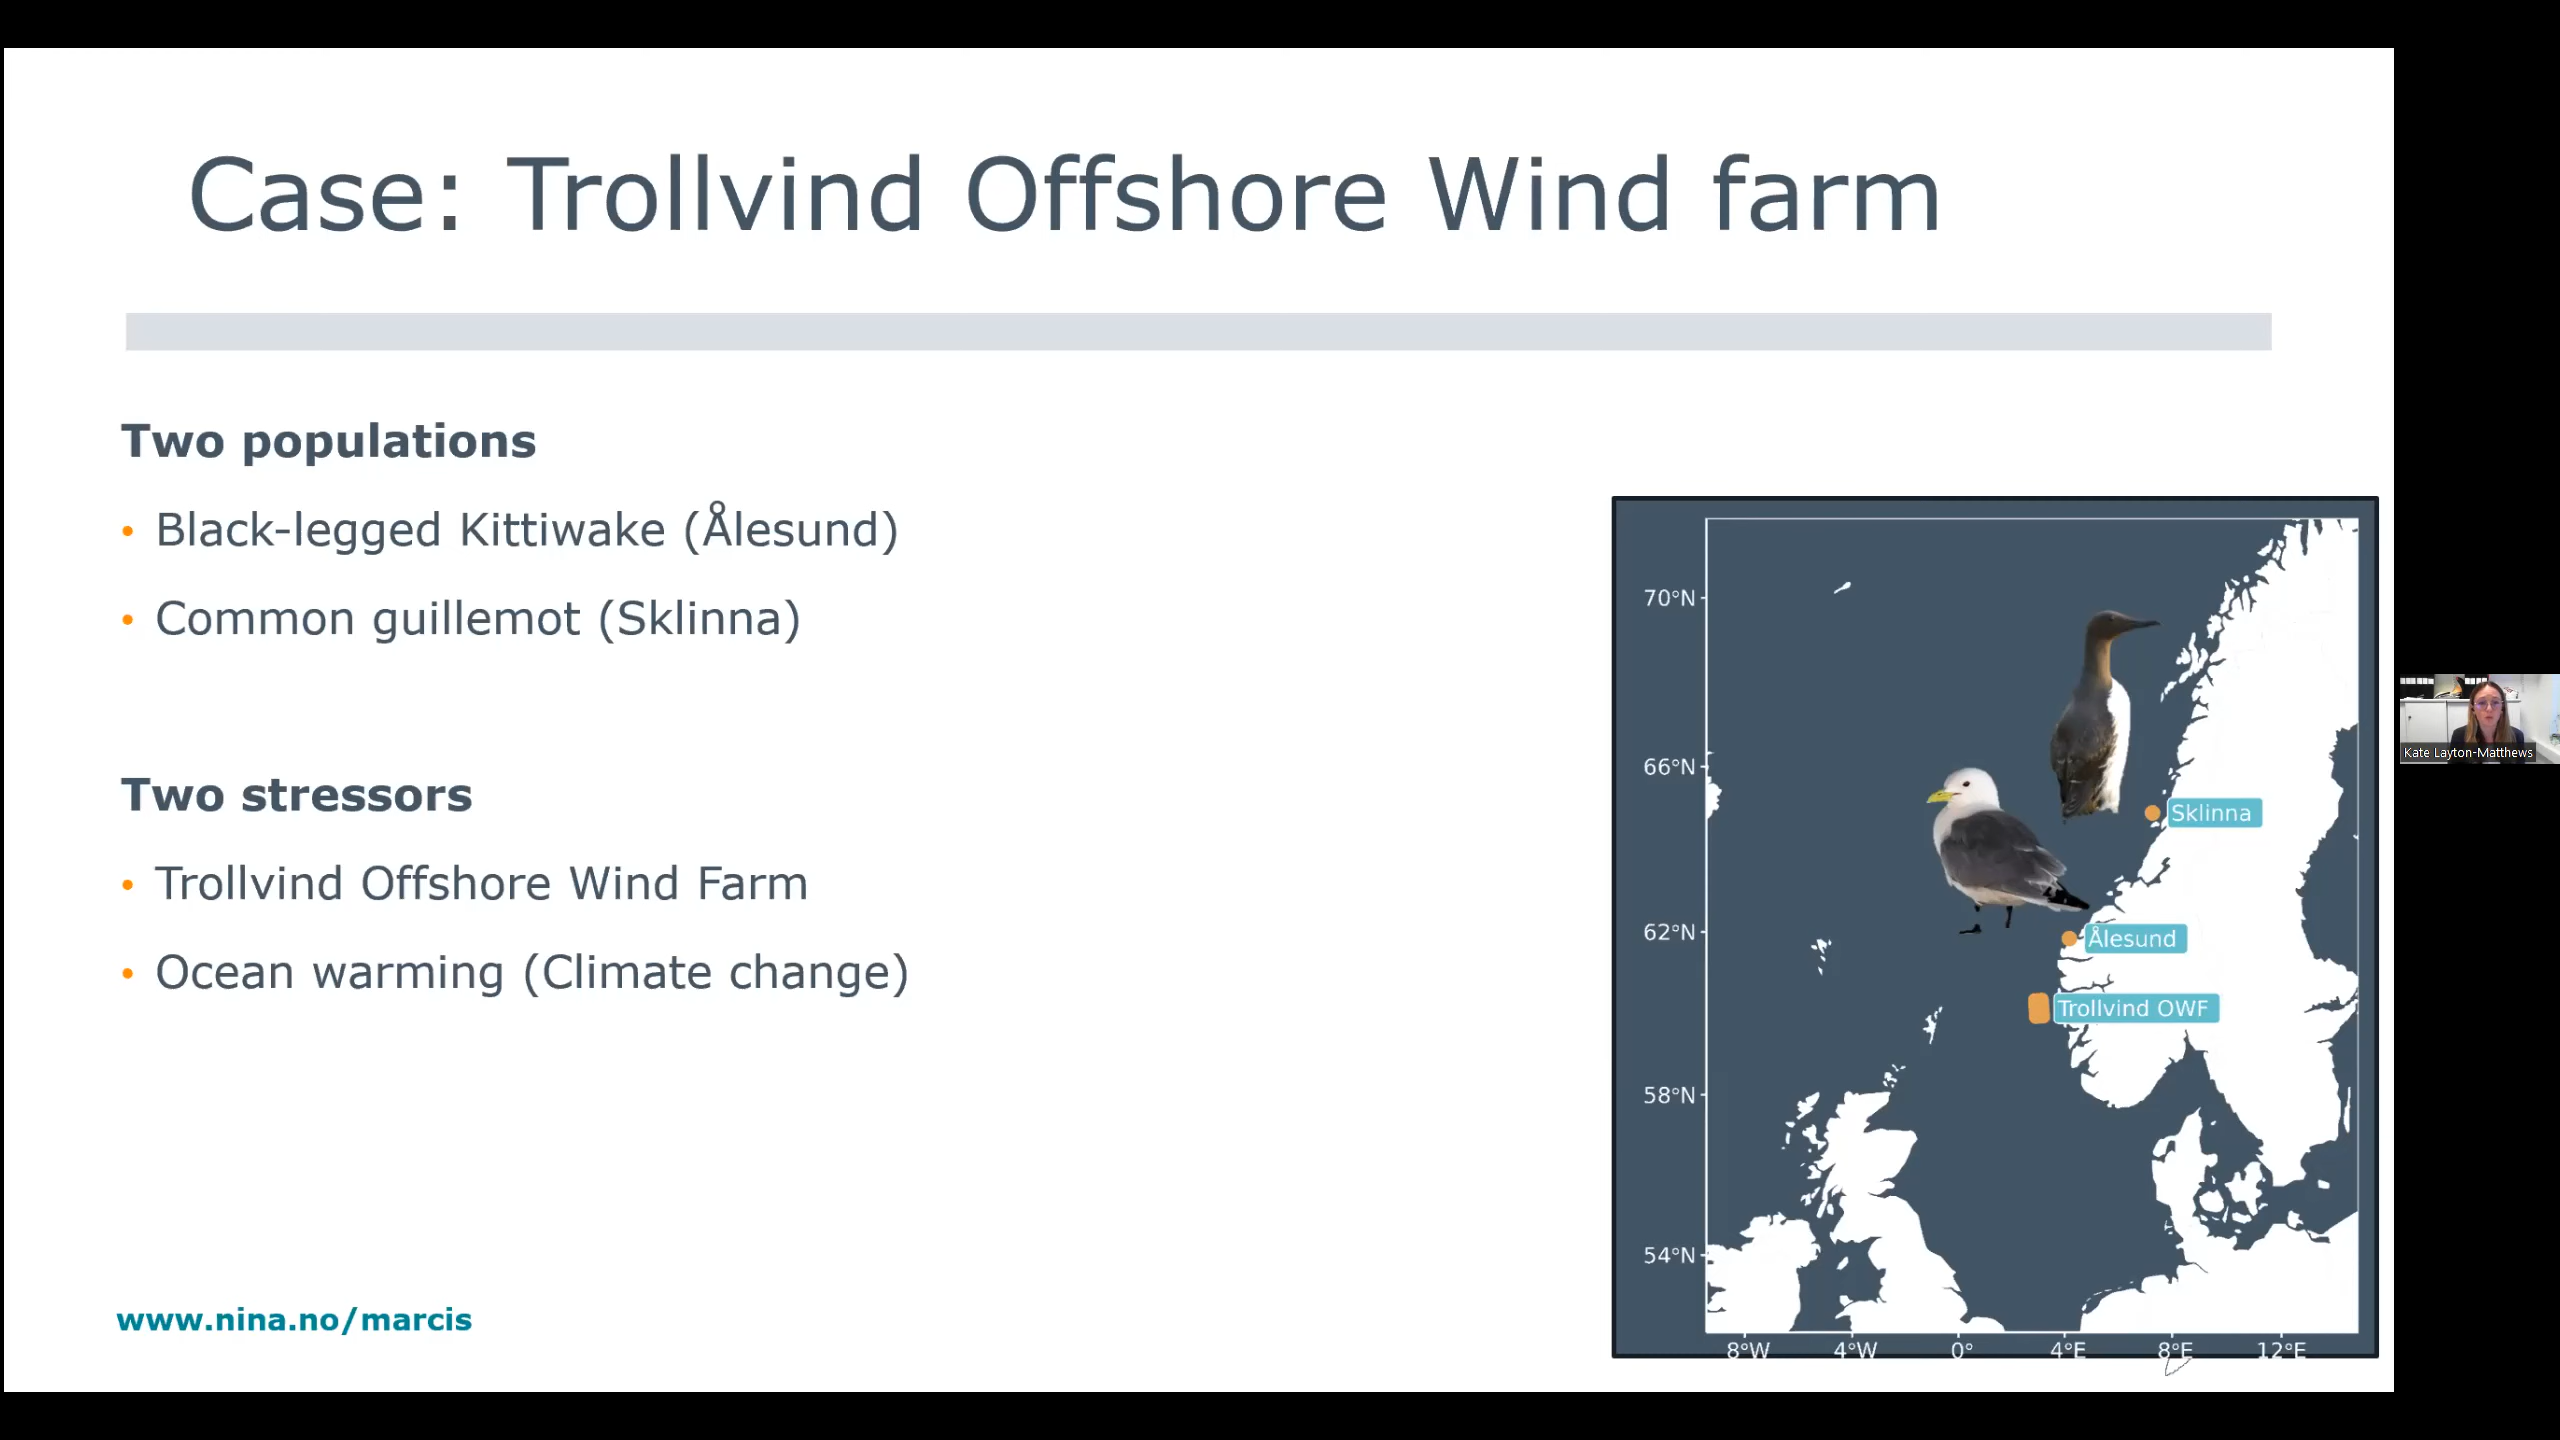 Case: Trollvind Offshore Wind farm
Two populations
• Black-legged Kittiwake (Ålesund)
• Common guillemot (Sklinna)
Two stressors
• Trollvind Offshore Wind Farm
• Ocean warming (Climate change)
www.nina.no/marcis
70°N
66°N
62°N
58°N
54°N
Sklinna
Ålesund
Trollvind OWF
8°W 4°W 0° 4°E 8°E 12°E
Kate Layton-Matthews